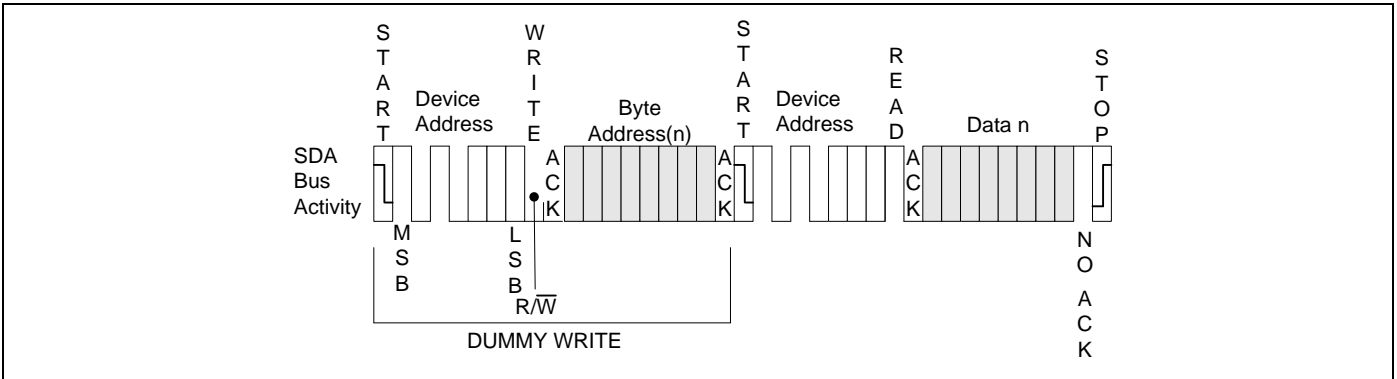 START
WRITE
START
READ
STOP
Device
Address
Byte
Address(n)
Device
Address
Data n
SDA
Bus
Activity
ACK
ACK
ACK
MSB
LSB
R/W̅
NO ACK
DUMMY WRITE